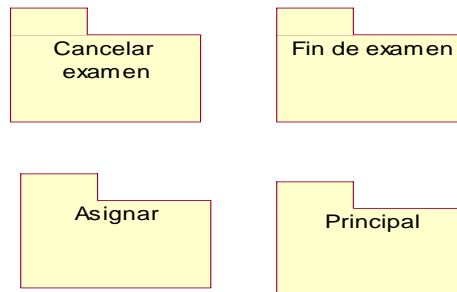 Cancelar
examen
Fin de examen
Asignar
Principal